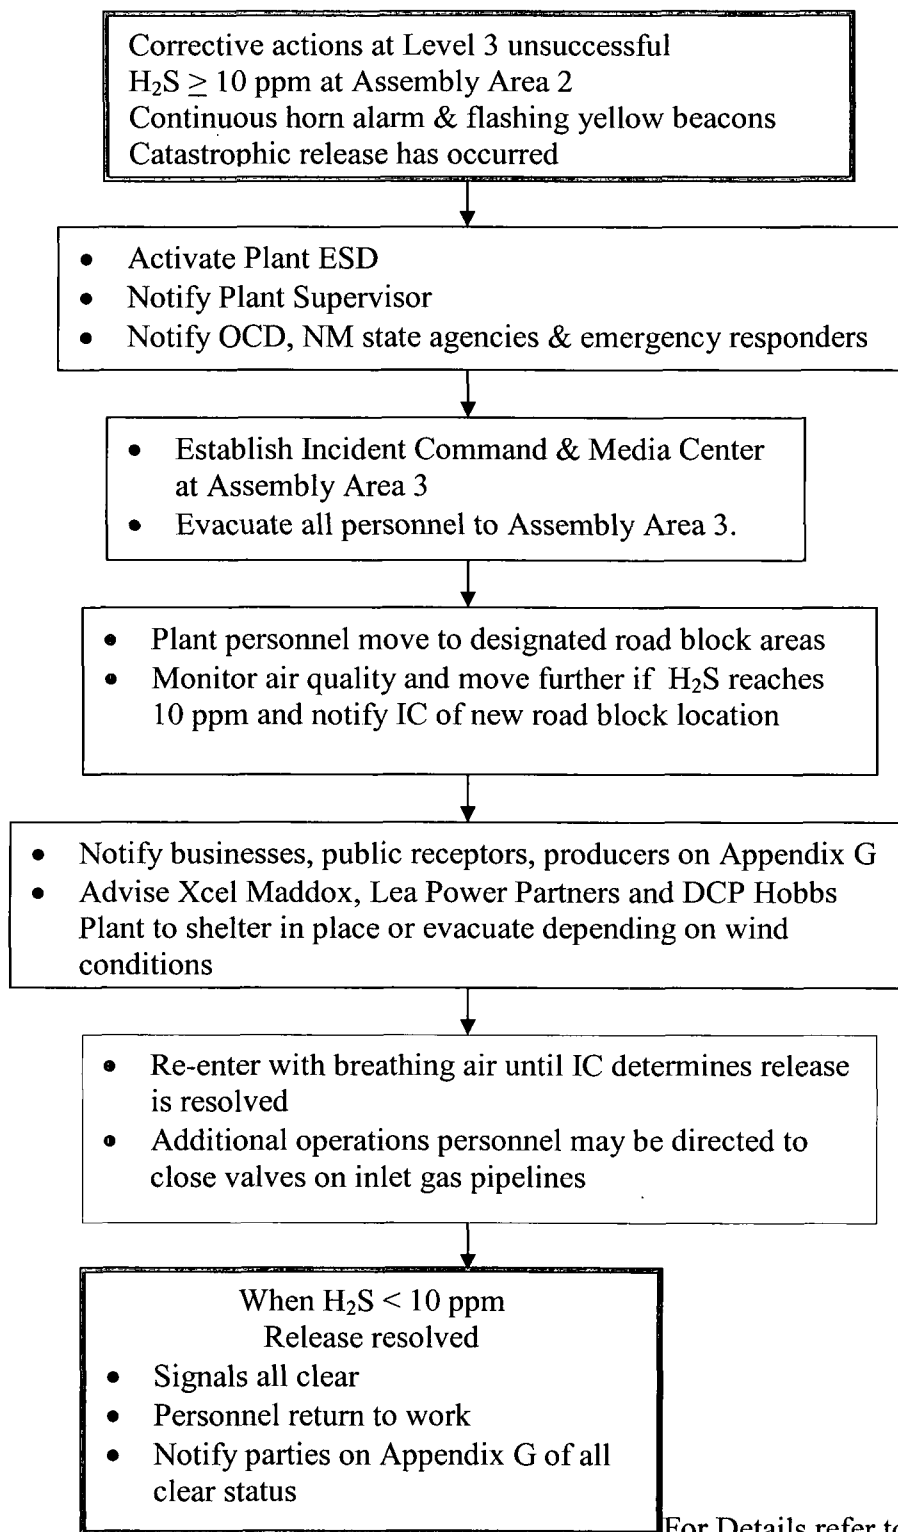 Corrective actions at Level 3 unsuccessful
H₂S ≥ 10 ppm at Assembly Area 2
Continuous horn alarm & flashing yellow beacons
Catastrophic release has occurred
• Activate Plant ESD
• Notify Plant Supervisor
• Notify OCD, NM state agencies & emergency responders
• Establish Incident Command & Media Center
at Assembly Area 3
• Evacuate all personnel to Assembly Area 3.
• Plant personnel move to designated road block areas
• Monitor air quality and move further if H₂S reaches
10 ppm and notify IC of new road block location
• Notify businesses, public receptors, producers on Appendix G
• Advise Xcel Maddox, Lea Power Partners and DCP Hobbs
Plant to shelter in place or evacuate depending on wind
conditions
• Re-enter with breathing air until IC determines release
is resolved
• Additional operations personnel may be directed to
close valves on inlet gas pipelines
When H₂S < 10 ppm
Release resolved
• Signals all clear
• Personnel return to work
• Notify parties on Appendix G of all
clear status
For Details refer to